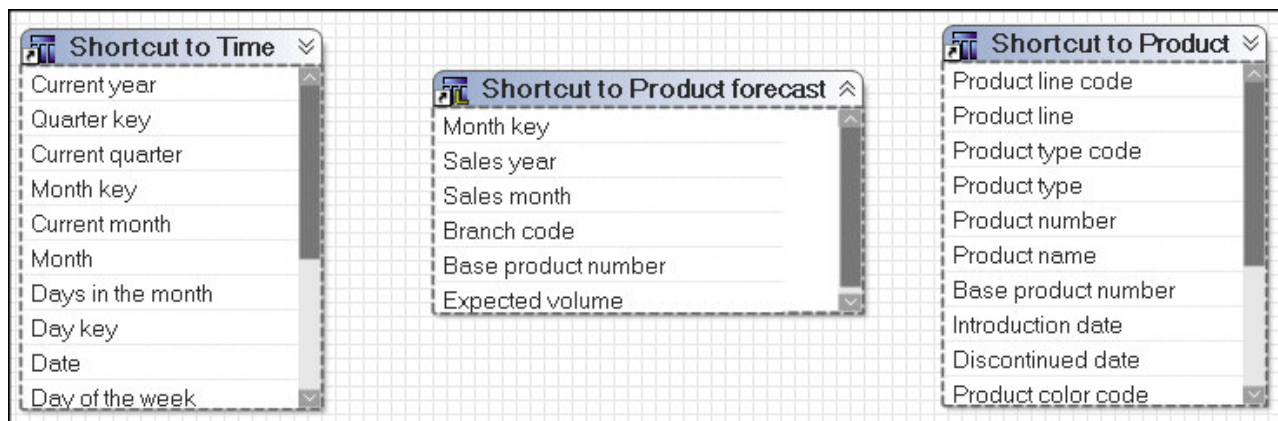 Shortcut to Time
Current year
Quarter key
Current quarter
Month key
Current month
Month
Days in the month
Day key
Date
Day of the week
Shortcut to Product forecast
Month key
Sales year
Sales month
Branch code
Base product number
Expected volume
Shortcut to Product
Product line code
Product line
Product type code
Product type
Product number
Product name
Base product number
Introduction date
Discontinued date
Product color code